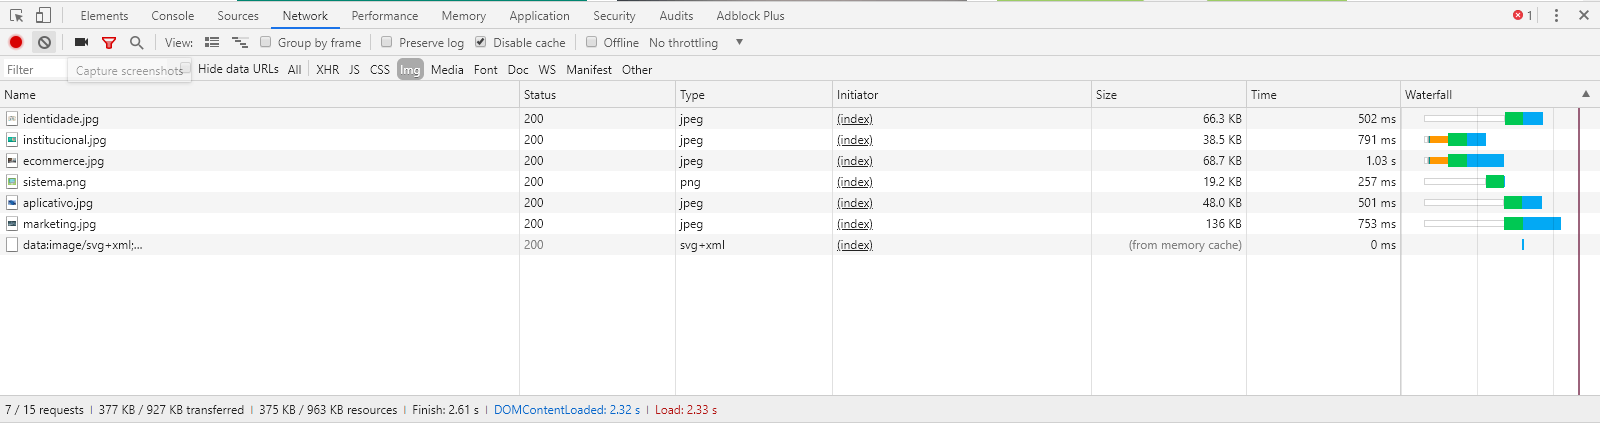 Elements Console Sources Network Performance Memory Application Security Audits Adblock Plus 1
View: Group by frame Preserve log Disable cache Offline No throttling
Filter Capture screenshots Hide data URLs All XHR JS CSS Img Media Font Doc WS Manifest Other
Name Status Type Initiator Size Time Waterfall
identidade.jpg 200 jpeg (index) 66.3 KB 502 ms
institucional.jpg 200 jpeg (index) 38.5 KB 791 ms
ecommerce.jpg 200 jpeg (index) 68.7 KB 1.03 s
sistema.png 200 png (index) 19.2 KB 257 ms
aplicativo.jpg 200 jpeg (index) 48.0 KB 501 ms
marketing.jpg 200 jpeg (index) 136 KB 753 ms
data:image/svg+xml;... 200 svg+xml (index) (from memory cache) 0 ms
7 / 15 requests 377 KB / 927 KB transferred 375 KB / 963 KB resources Finish: 2.61 s DOMContentLoaded: 2.32 s Load: 2.33 s